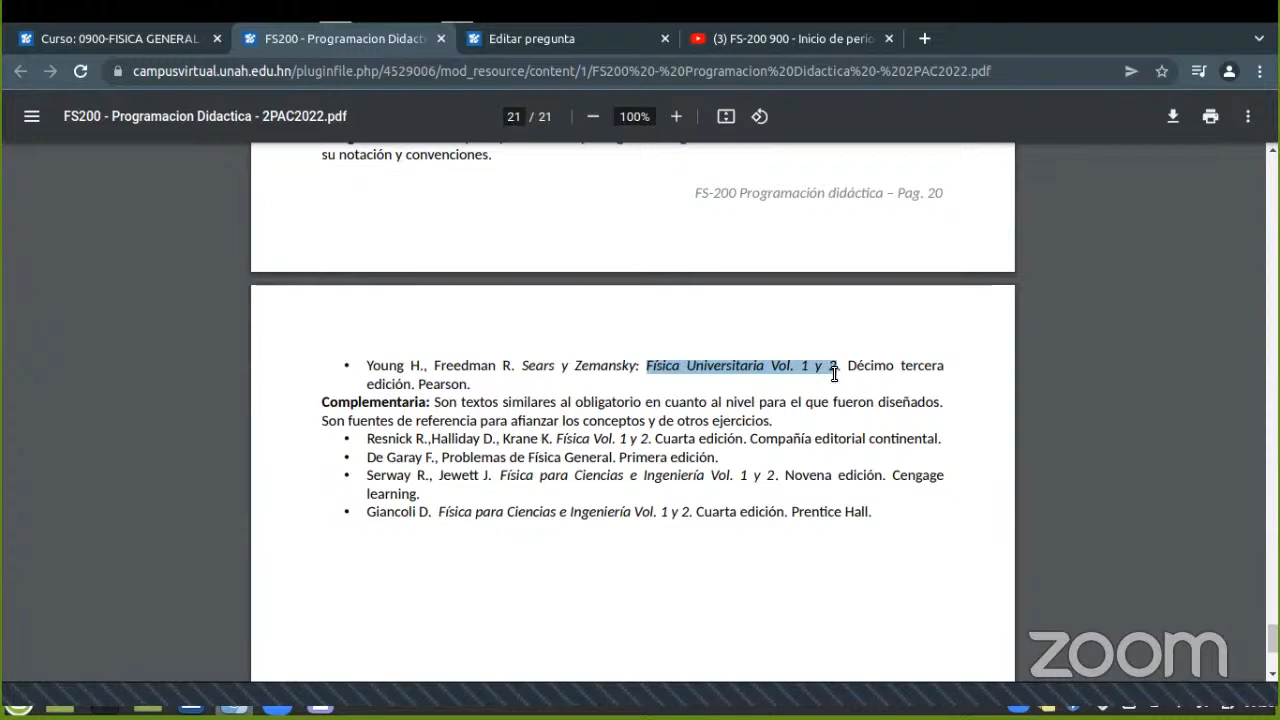 Curso: 0900-FISICA GENERAL
FS200 - Programacion Didact
Editar pregunta
(3) FS-200 900 - Inicio de perio
campusvirtual.unah.edu.hn/pluginfile.php/4529006/mod_resource/content/1/FS200%20-%20Programacion%20Didactica%20-%202PAC2022.pdf
FS200 - Programacion Didactica - 2PAC2022.pdf
21 / 21
100%
su notación y convenciones.
FS-200 Programación didáctica – Pag. 20
• Young H., Freedman R. Sears y Zemansky: Física Universitaria Vol. 1 y 2. Décimo tercera
edición. Pearson.
Complementaria: Son textos similares al obligatorio en cuanto al nivel para el que fueron diseñados.
Son fuentes de referencia para afianzar los conceptos y de otros ejercicios.
• Resnick R.,Halliday D., Krane K. Física Vol. 1 y 2. Cuarta edición. Compañía editorial continental.
• De Garay F., Problemas de Física General. Primera edición.
• Serway R., Jewett J. Física para Ciencias e Ingeniería Vol. 1 y 2. Novena edición. Cengage
learning.
• Giancoli D. Física para Ciencias e Ingeniería Vol. 1 y 2. Cuarta edición. Prentice Hall.
zoom